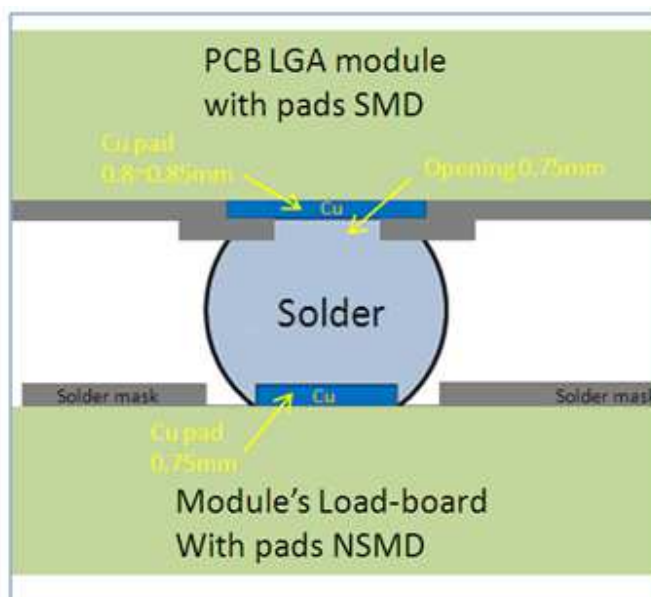 PCB LGA module
with pads SMD
Cu pad
0.8~0.85mm
Opening 0.75mm
Cu
Solder
Solder mask
Cu
Solder mask
Cu pad
0.75mm
Module's Load-board
With pads NSMD